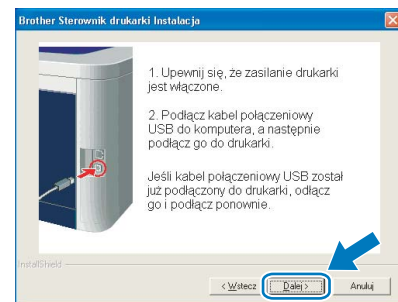 Brother Sterownik drukarki Instalacja
1. Upewnij się, że zasilanie drukarki
jest włączone.
2. Podłącz kabel połączeniowy
USB do komputera, a następnie
podłącz go do drukarki.
Jeśli kabel połączeniowy USB został
już podłączony do drukarki, odłącz
go i podłącz ponownie.
InstallShield
< Wstecz Dalej > Anuluj